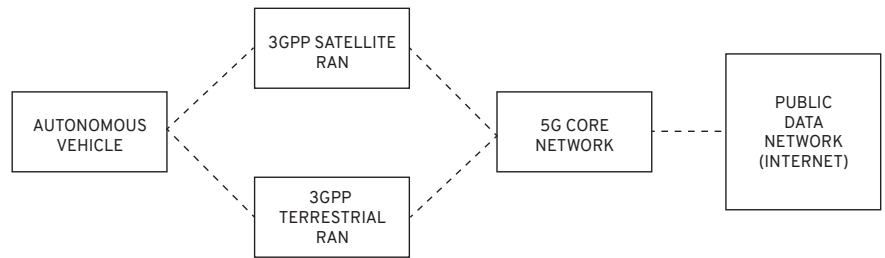 3GPP SATELLITE
RAN
AUTONOMOUS
VEHICLE
5G CORE
NETWORK
PUBLIC
DATA
NETWORK
(INTERNET)
3GPP
TERRESTRIAL
RAN